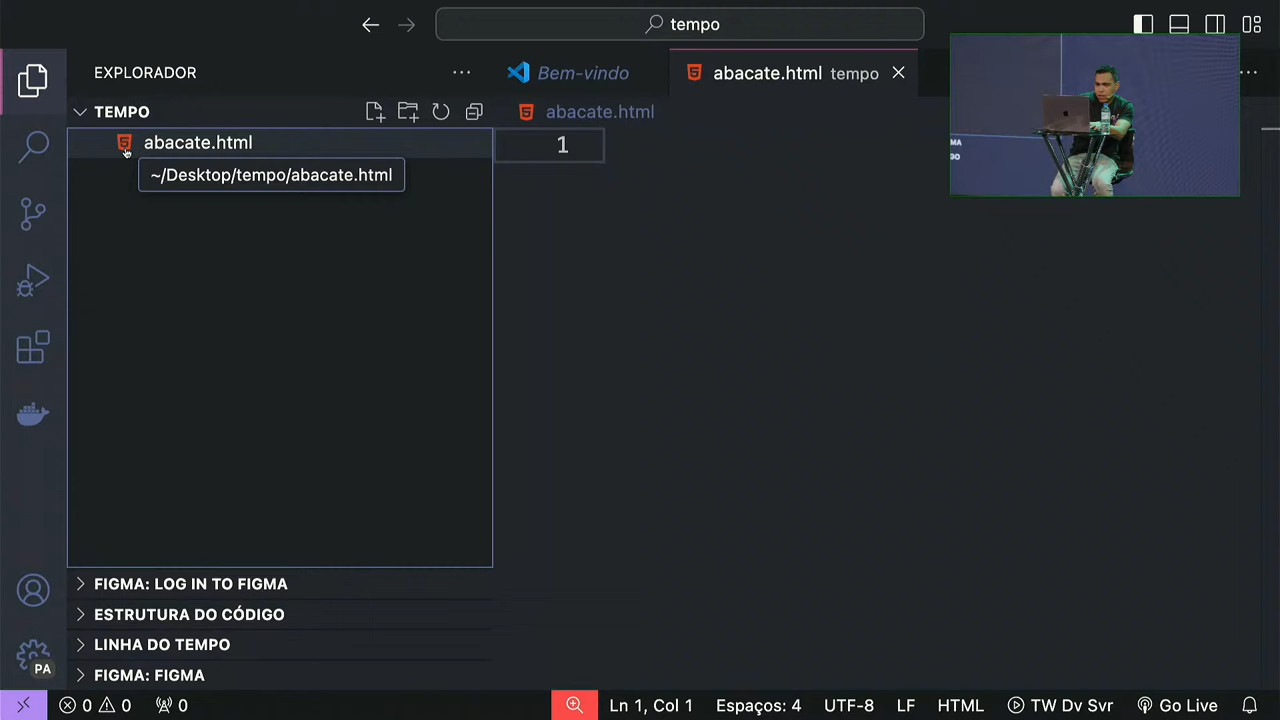 tempo
EXPLORADOR
Bem-vindo
abacate.html tempo
TEMPO
abacate.html
abacate.html
1
~/Desktop/tempo/abacate.html
MA
GO
FIGMA: LOG IN TO FIGMA
ESTRUTURA DO CÓDIGO
LINHA DO TEMPO
FIGMA: FIGMA
PA
0 0 0
Ln 1, Col 1
Espaços: 4
UTF-8
LF
HTML
TW Dv Svr
Go Live